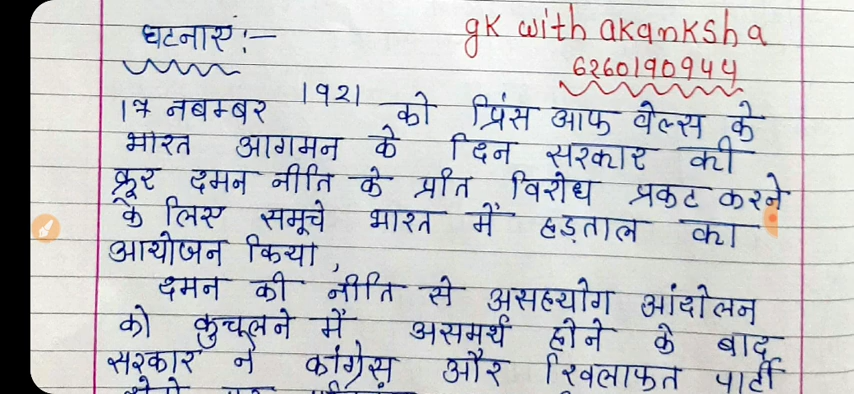 घटनाएं:-
gk with akanksha
6260190944
17 नबम्बर 1921 को प्रिंस आफ वेल्स के
भारत आगमन के दिन सरकार की
क्रूर दमन नीति के प्रति विरोध प्रकट करने
के लिए समूचे भारत में हड़ताल का
आयोजन किया,
दमन की नीति से असहयोग आंदोलन
को कुचलने में असमर्थ होने के बाद
सरकार ने कांग्रेस और खिलाफत पार्टी